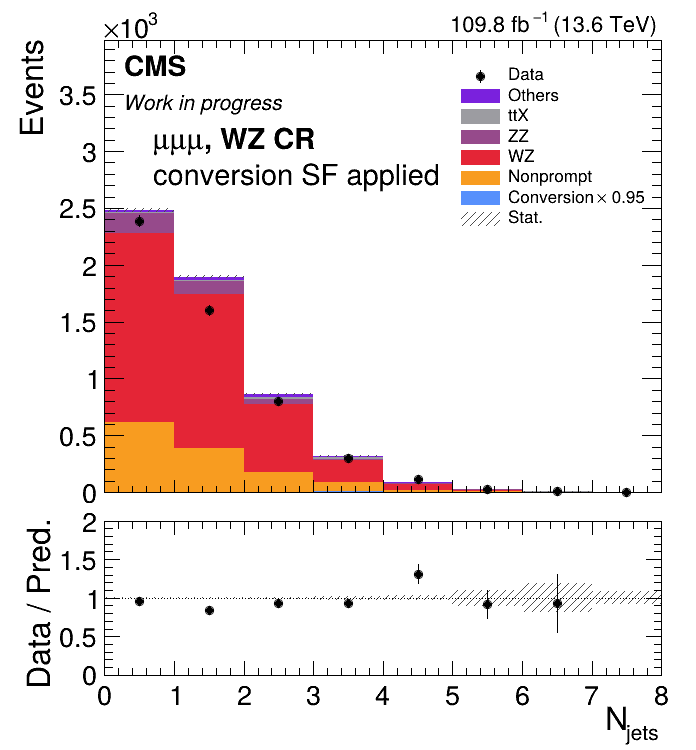 ×10³
109.8 fb⁻¹ (13.6 TeV)
Events
CMS
Work in progress
μμμ, WZ CR
conversion SF applied
Data
Others
ttX
ZZ
WZ
Nonprompt
Conversion × 0.95
Stat.
3.5
3
2.5
2
1.5
1
0.5
0
Data / Pred.
2
1.5
1
0.5
0
0 1 2 3 4 5 6 7 8
N_jets